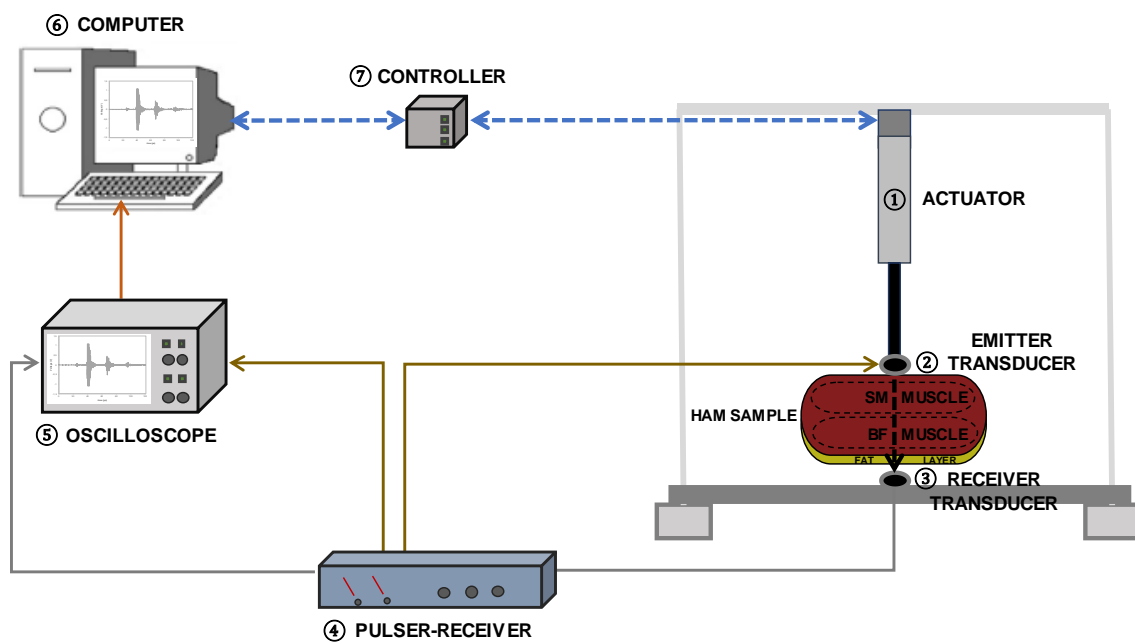 ⑥ COMPUTER
⑦ CONTROLLER
① ACTUATOR
EMITTER
② TRANSDUCER
SM MUSCLE
HAM SAMPLE
BF MUSCLE
FAT LAYER
③ RECEIVER
TRANSDUCER
⑤ OSCILLOSCOPE
④ PULSER-RECEIVER